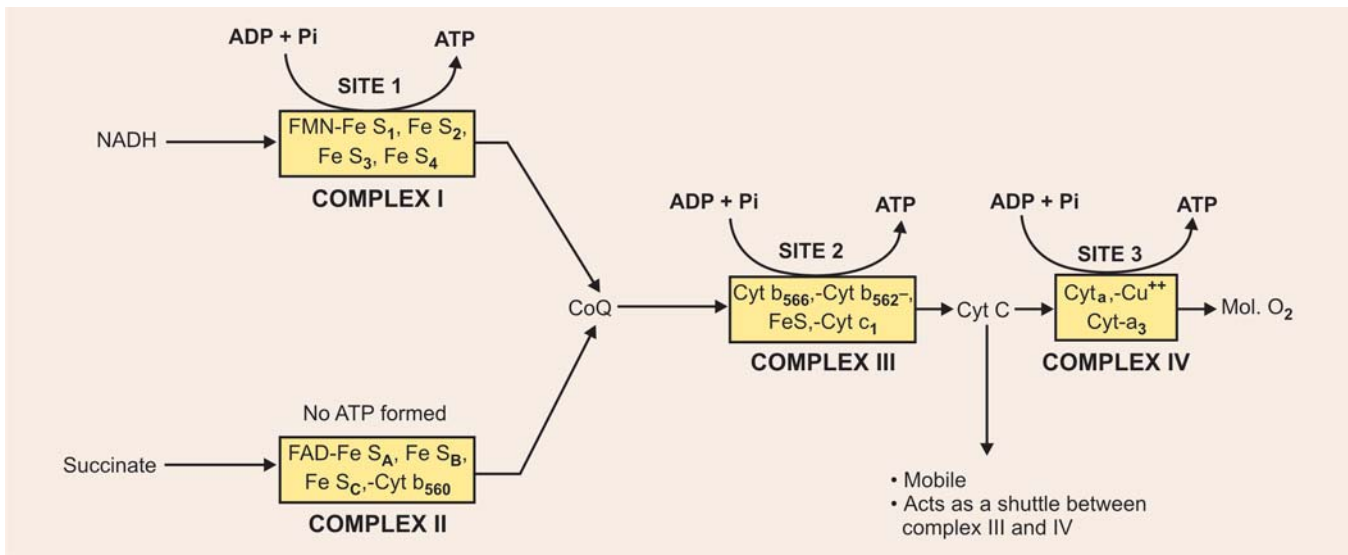 ADP + Pi
ATP
SITE 1
NADH
FMN-Fe S₁, Fe S₂,
Fe S₃, Fe S₄
COMPLEX I
ADP + Pi
ATP
SITE 2
ADP + Pi
ATP
SITE 3
CoQ
Cyt b₅₆₆,-Cyt b₅₆₂–,
FeS,-Cyt c₁
COMPLEX III
Cyt C
Cytₐ,-Cu⁺⁺
Cyt-a₃
COMPLEX IV
Mol. O₂
No ATP formed
Succinate
FAD-Fe S_A, Fe S_B,
Fe S_C,-Cyt b₅₆₀
COMPLEX II
• Mobile
• Acts as a shuttle between
complex III and IV